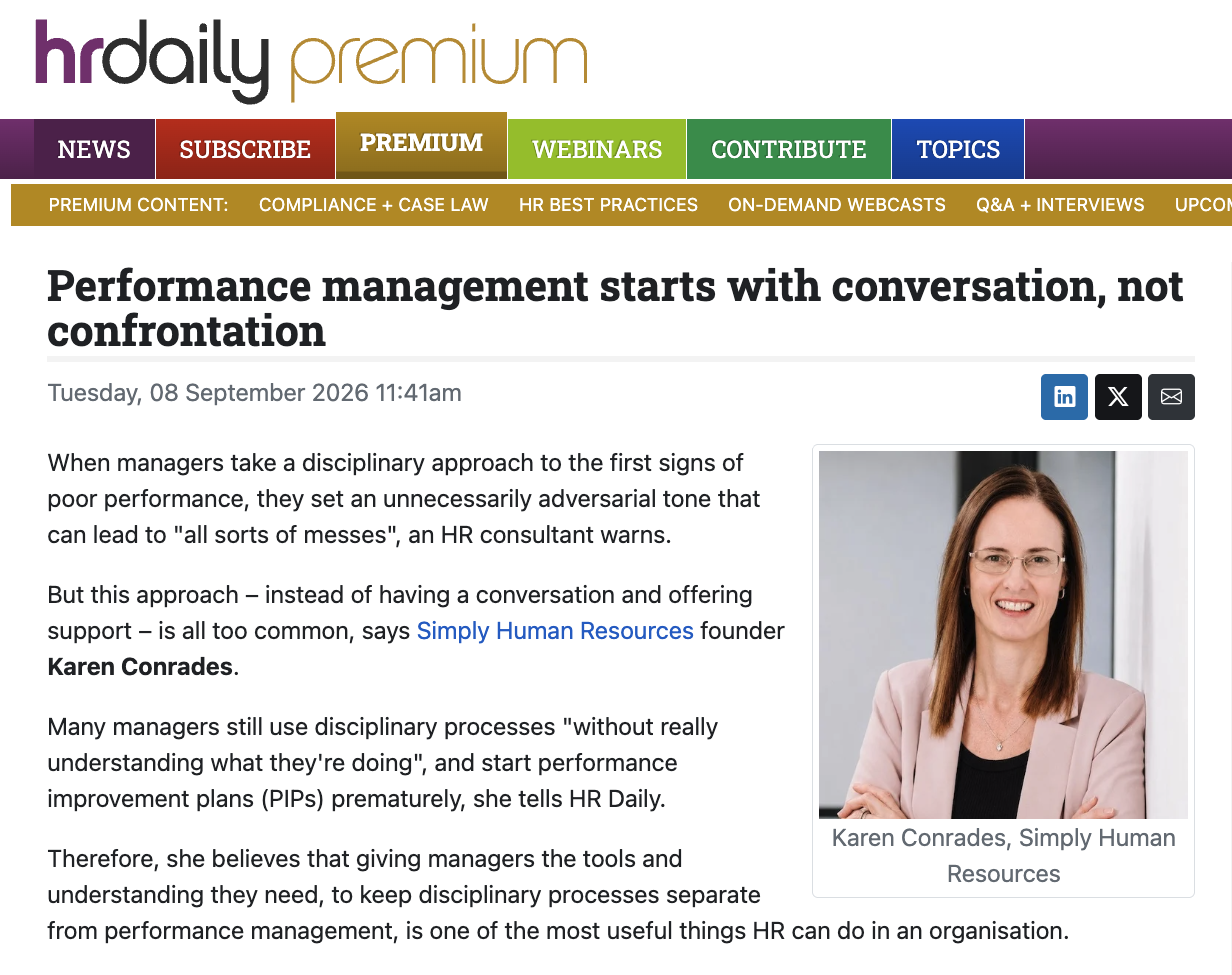 hrdaily premium
NEWS
SUBSCRIBE
PREMIUM
WEBINARS
CONTRIBUTE
TOPICS
PREMIUM CONTENT:
COMPLIANCE + CASE LAW
HR BEST PRACTICES
ON-DEMAND WEBCASTS
Q&A + INTERVIEWS
UPCOM
Performance management starts with conversation, not
confrontation
Tuesday, 08 September 2026 11:41am
in
X
When managers take a disciplinary approach to the first signs of
poor performance, they set an unnecessarily adversarial tone that
can lead to "all sorts of messes", an HR consultant warns.
But this approach – instead of having a conversation and offering
support – is all too common, says Simply Human Resources founder
Karen Conrades.
Many managers still use disciplinary processes "without really
understanding what they're doing", and start performance
improvement plans (PIPs) prematurely, she tells HR Daily.
Therefore, she believes that giving managers the tools and
understanding they need, to keep disciplinary processes separate
from performance management, is one of the most useful things HR can do in an organisation.
Karen Conrades, Simply Human
Resources